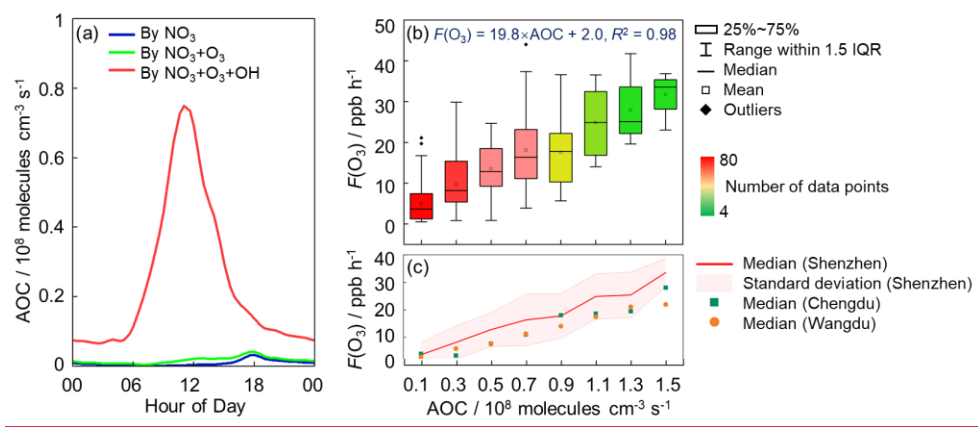 (a)
By NO₃
By NO₃+O₃
By NO₃+O₃+OH
AOC / 10⁸ molecules cm⁻³ s⁻¹
1
0.8
0.6
0.4
0.2
0
00 06 12 18 00
Hour of Day
(b)
F(O₃) = 19.8×AOC + 2.0, R² = 0.98
F(O₃) / ppb h⁻¹
50
40
30
20
10
0
(c)
F(O₃) / ppb h⁻¹
40
30
20
10
0
0.1 0.3 0.5 0.7 0.9 1.1 1.3 1.5
AOC / 10⁸ molecules cm⁻³ s⁻¹
25%~75%
Range within 1.5 IQR
Median
Mean
Outliers
80
Number of data points
4
Median (Shenzhen)
Standard deviation (Shenzhen)
Median (Chengdu)
Median (Wangdu)